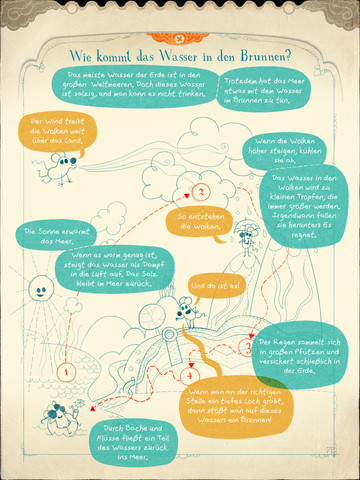 Wie kommt das Wasser in den Brunnen?
Das meiste Wasser der Erde ist in den
großen Weltmeeren. Doch dieses Wasser
ist salzig, und man kann es nicht trinken.
Trotzdem hat das Meer
etwas mit dem Wasser
im Brunnen zu tun.
Der Wind treibt
die Wolken weit
über das Land.
Wenn die Wolken
höher steigen, kühlen
sie ab.
Das Wasser in den
Wolken wird zu
kleinen Tropfen, die
immer größer werden.
Irgendwann fallen
sie herunter: Es
regnet.
2
So entstehen
die Wolken.
Die Sonne erwärmt
das Meer.
Wenn es warm genug ist,
steigt das Wasser als Dampf
in die Luft auf. Das Salz
bleibt im Meer zurück.
Und da ist es!
1
3
4
Der Regen sammelt sich
in großen Pfützen und
versickert schließlich in
der Erde.
Wenn man an der richtigen
Stelle ein tiefes Loch gräbt,
dann stößt man auf dieses
Wasser: ein Brunnen!
Durch Bäche und
Flüsse fließt ein Teil
des Wassers zurück
ins Meer.